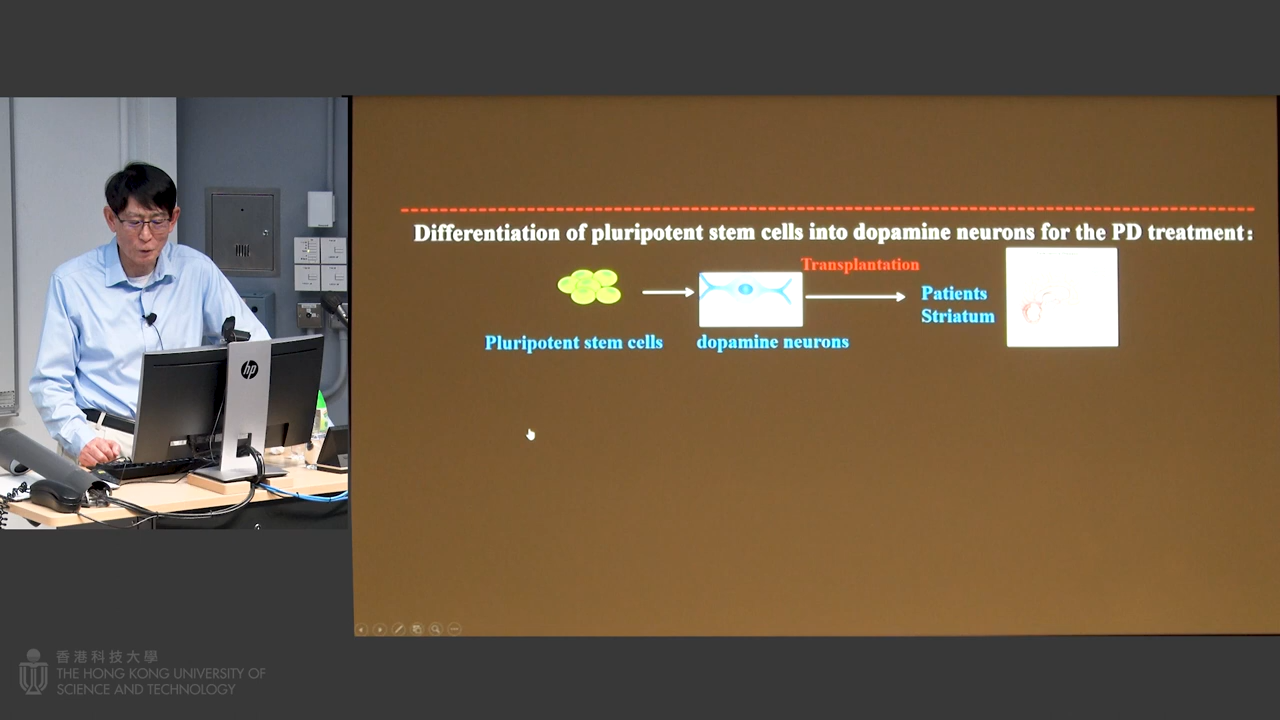 Differentiation of pluripotent stem cells into dopamine neurons for the PD treatment:
Transplantation
Patients
Striatum
Pluripotent stem cells
dopamine neurons
hp
香港科技大學
THE HONG KONG UNIVERSITY OF
SCIENCE AND TECHNOLOGY